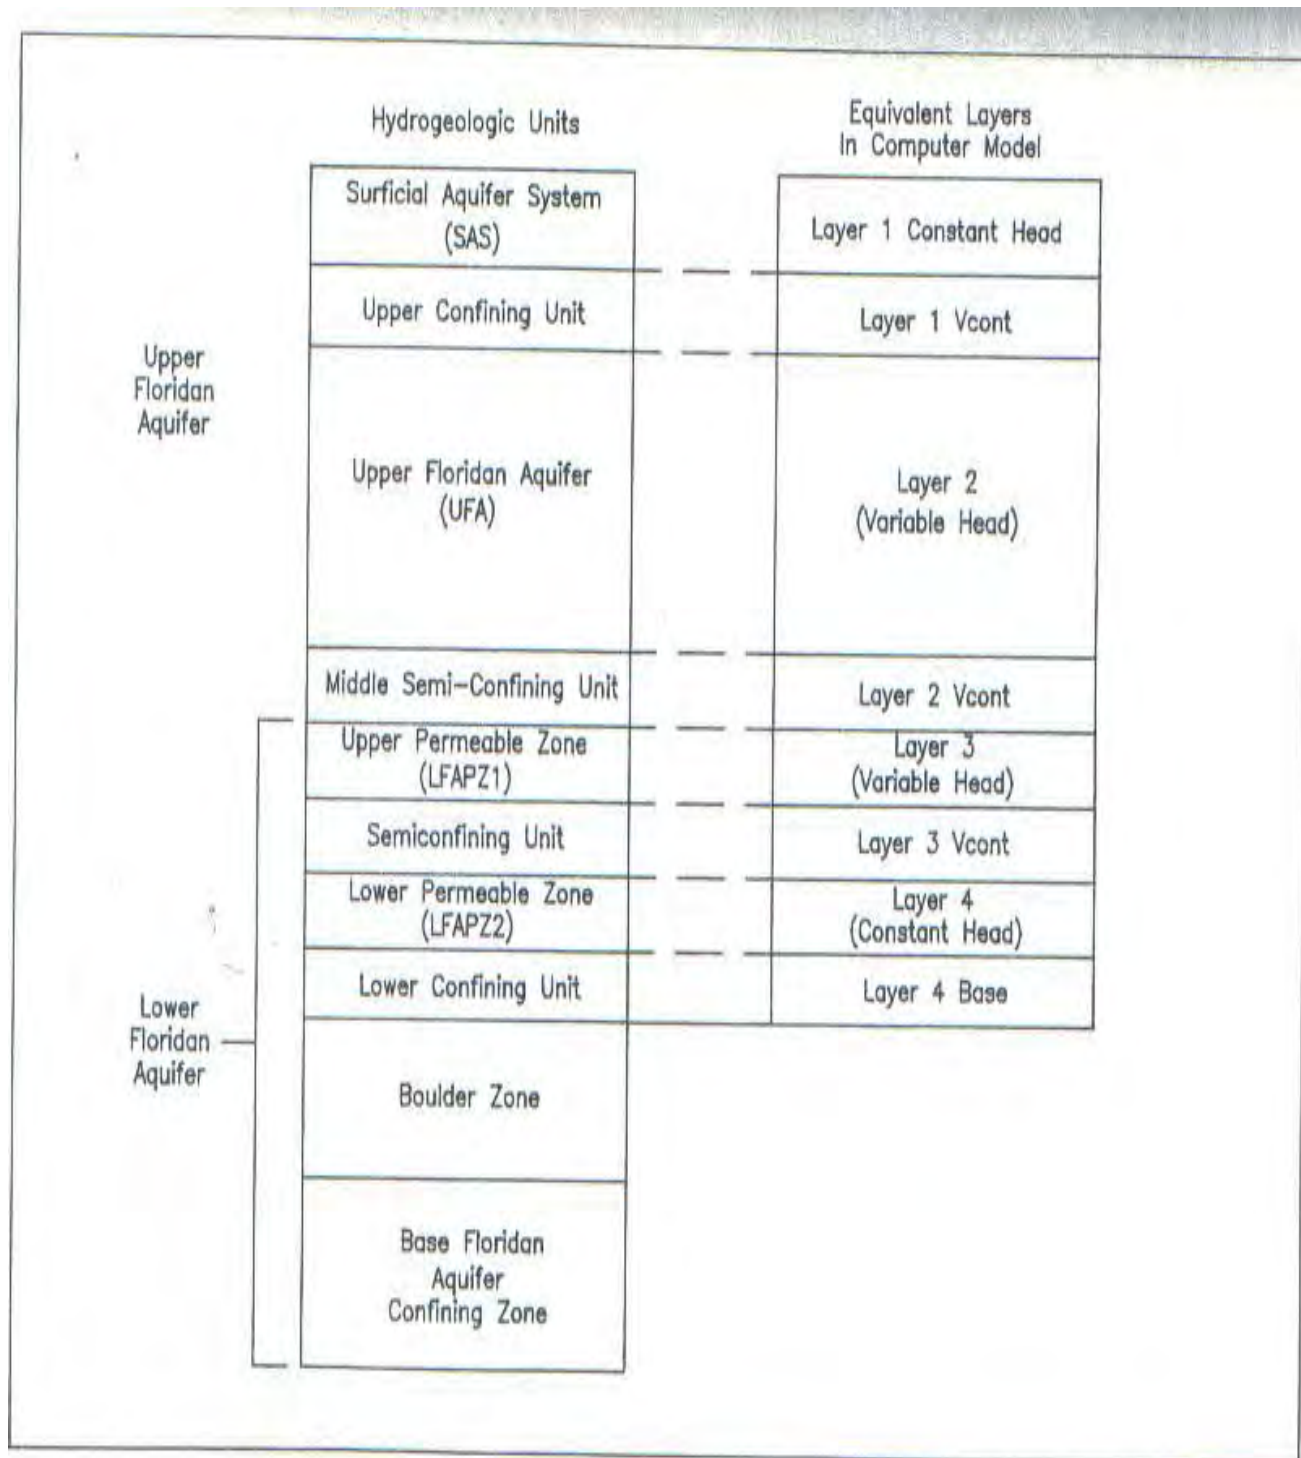 Hydrogeologic Units
Equivalent Layers
In Computer Model
Surficial Aquifer System
(SAS)
Layer 1 Constant Head
Upper Confining Unit
Layer 1 Vcont
Upper
Floridan
Aquifer
Upper Floridan Aquifer
(UFA)
Layer 2
(Variable Head)
Middle Semi-Confining Unit
Layer 2 Vcont
Upper Permeable Zone
(LFAPZ1)
Layer 3
(Variable Head)
Semiconfining Unit
Layer 3 Vcont
Lower Permeable Zone
(LFAPZ2)
Layer 4
(Constant Head)
Lower Confining Unit
Layer 4 Base
Lower
Floridan
Aquifer
Boulder Zone
Base Floridan
Aquifer
Confining Zone